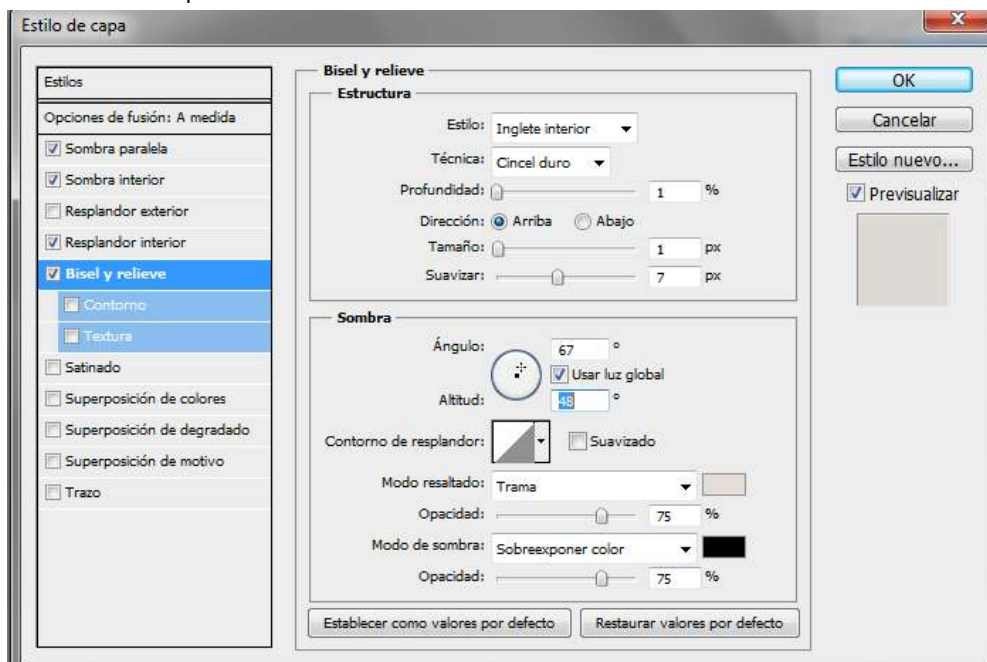 Estilo de capa
Estilos
Opciones de fusión: A medida
Sombra paralela
Sombra interior
Resplandor exterior
Resplandor interior
Bisel y relieve
Contorno
Textura
Satinado
Superposición de colores
Superposición de degradado
Superposición de motivo
Trazo
Bisel y relieve
Estructura
Estilo: Inglete interior
Técnica: Cincel duro
Profundidad: 1 %
Dirección: Arriba Abajo
Tamaño: 1 px
Suavizar: 7 px
Sombra
Ángulo: 67 °
Usar luz global
Altitud: 48 °
Contorno de resplandor: Suavizado
Modo resaltado: Trama
Opacidad: 75 %
Modo de sombra: Sobreexponer color
Opacidad: 75 %
Establecer como valores por defecto Restaurar valores por defecto
OK
Cancelar
Estilo nuevo...
Previsualizar